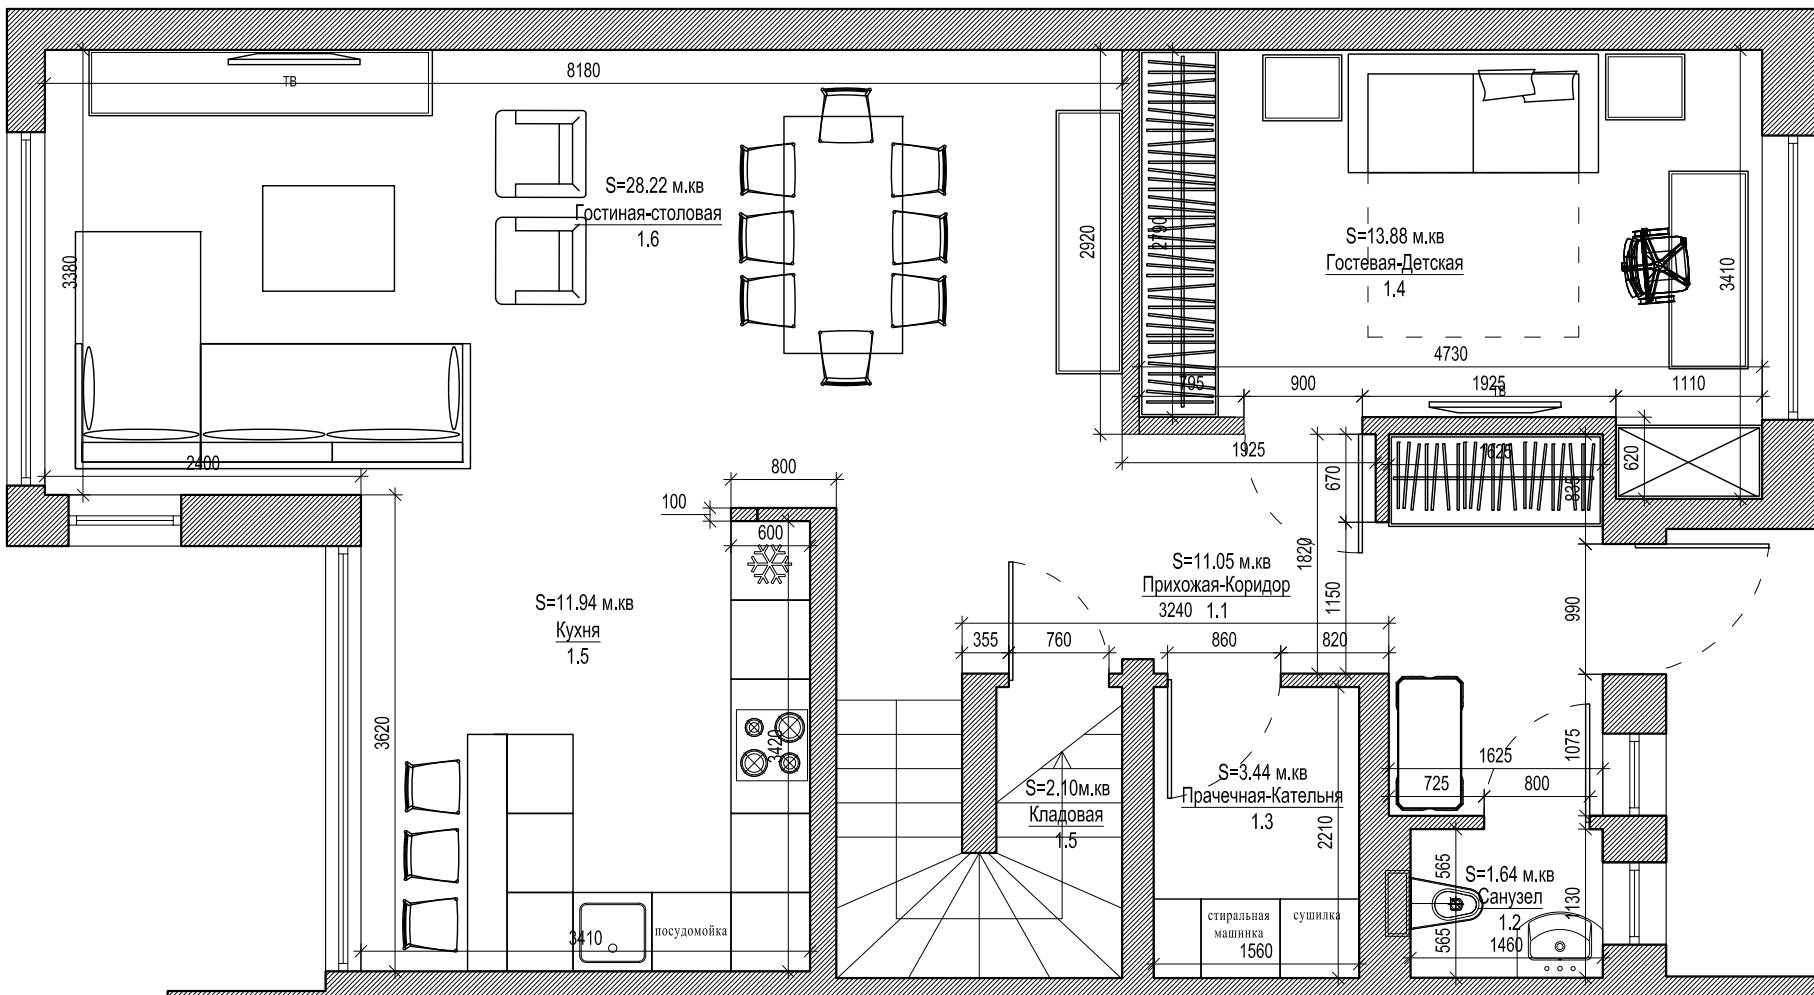 8180
ТВ
S=28.22 м.кв
Гостиная-столовая
1.6
3380
2920
2790
S=13.88 м.кв
Гостевая-Детская
1.4
3410
4730
795
900
1925
ТВ
1110
2400
800
1925
670
1625
835
620
100
600
1820
S=11.05 м.кв
Прихожая-Коридор
3240 1.1
1150
990
S=11.94 м.кв
Кухня
1.5
355
760
860
820
3620
3420
1625
1075
725
800
S=2.10м.кв
Кладовая
1.5
S=3.44 м.кв
Прачечная-Кательня
1.3
2210
565
S=1.64 м.кв
Санузел
1.2
1130
565
1460
3410
посудомойка
стиральная
машинка
сушилка
1560